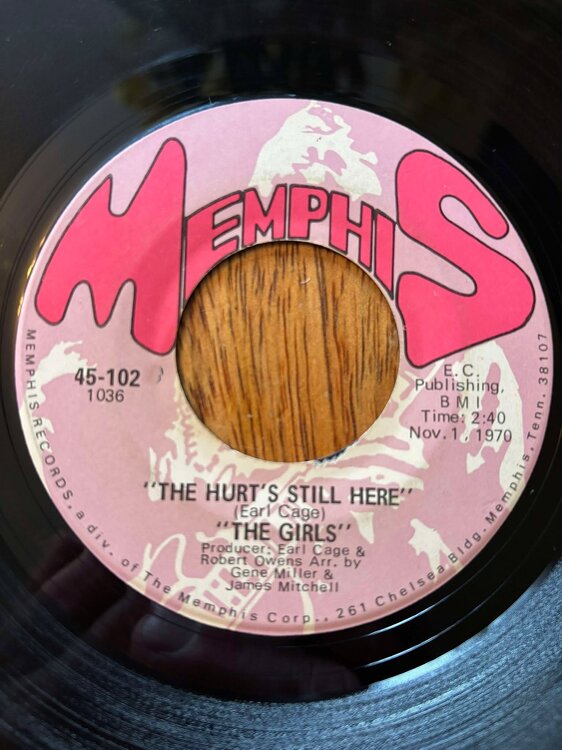 MEMPHIS
45-102
1036
E. C.
Publishing,
B M I
Time: 2:40
Nov. 1, 1970
"THE HURT'S STILL HERE"
(Earl Cage)
"THE GIRLS"
Producer: Earl Cage &
Robert Owens Arr. by
Gene Miller &
James Mitchell
MEMPHIS RECORDS, a div. of The Memphis Corp., 261 Chelsea Bldg. Memphis, Tenn. 38107